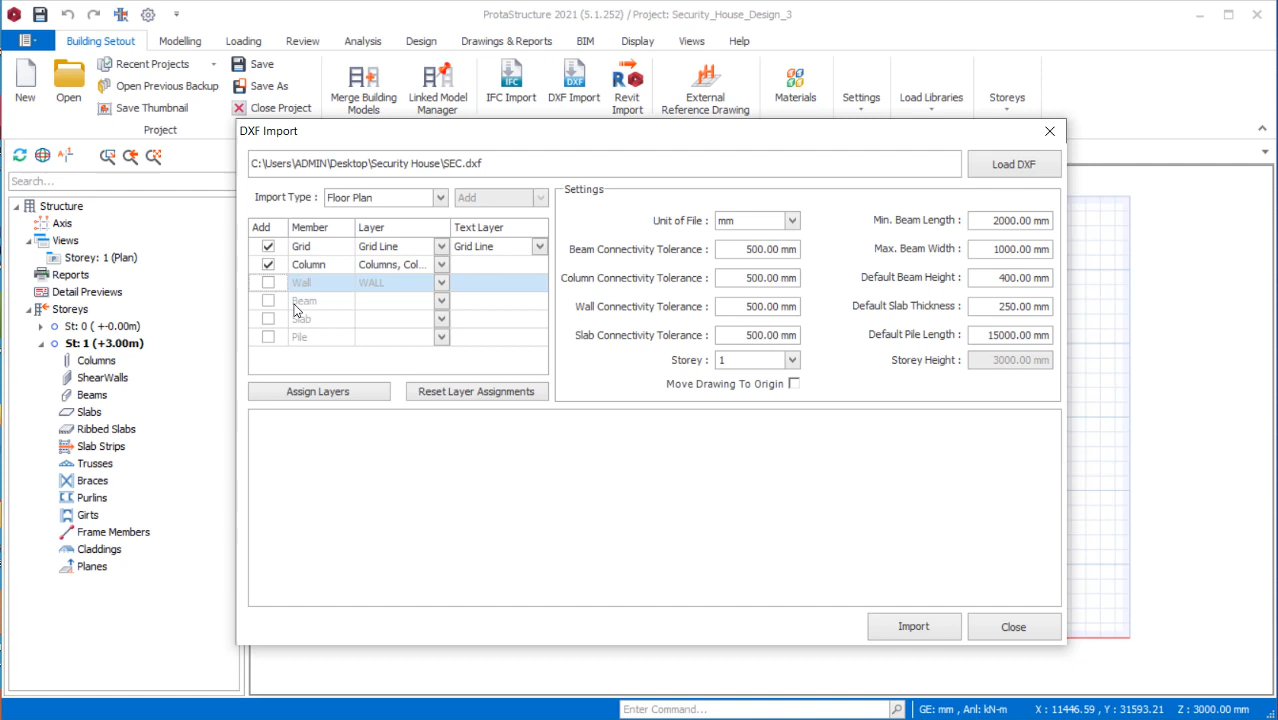 ProtaStructure 2021 (5.1.252) / Project: Security_House_Design_3
Building Setout Modelling Loading Review Analysis Design Drawings & Reports BIM Display Views Help
New
Open
Recent Projects
Open Previous Backup
Save Thumbnail
Save
Save As
Close Project
Project
Merge Building
Models
Linked Model
Manager
IFC
IFC Import
DXF
DXF Import
Revit
Import
External
Reference Drawing
Materials
Settings
Load Libraries
Storeys
DXF Import
Search...
Structure
Axis
Views
Storey: 1 (Plan)
Reports
Detail Previews
Storeys
St: 0 ( +-0.00m)
St: 1 (+3.00m)
Columns
ShearWalls
Beams
Slabs
Ribbed Slabs
Slab Strips
Trusses
Braces
Purlins
Girts
Frame Members
Claddings
Planes
C:\Users\ADMIN\Desktop\Security House\SEC.dxf
Load DXF
Import Type : Floor Plan Add
Add Member Layer Text Layer
Grid Grid Line Grid Line
Column Columns, Col...
Wall WALL
Beam
Slab
Pile
Assign Layers Reset Layer Assignments
Settings
Unit of File : mm
Beam Connectivity Tolerance : 500.00 mm
Column Connectivity Tolerance : 500.00 mm
Wall Connectivity Tolerance : 500.00 mm
Slab Connectivity Tolerance : 500.00 mm
Storey : 1
Move Drawing To Origin
Min. Beam Length : 2000.00 mm
Max. Beam Width : 1000.00 mm
Default Beam Height : 400.00 mm
Default Slab Thickness : 250.00 mm
Default Pile Length : 15000.00 mm
Storey Height : 3000.00 mm
Import Close
Enter Command...
GE: mm , Anl: kN-m
X : 11446.59 , Y : 31593.21 Z : 3000.00 mm